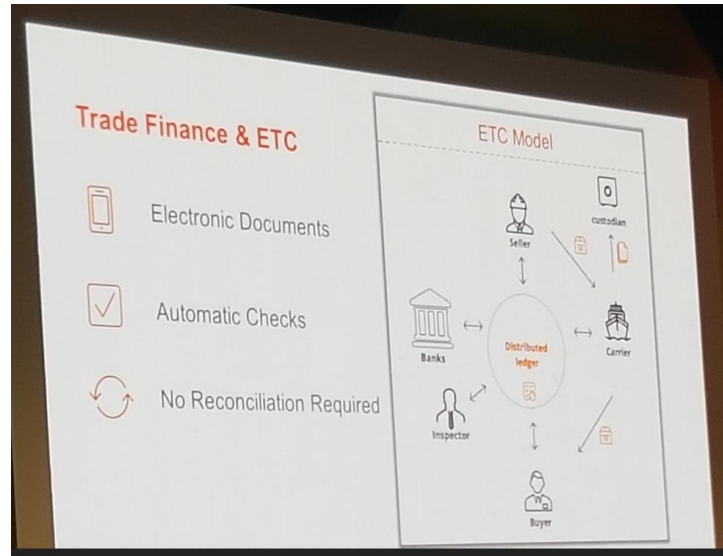 Trade Finance & ETC
Electronic Documents
Automatic Checks
No Reconciliation Required
ETC Model
custodian
Seller
Carrier
Banks
Distributed
ledger
Inspector
Buyer